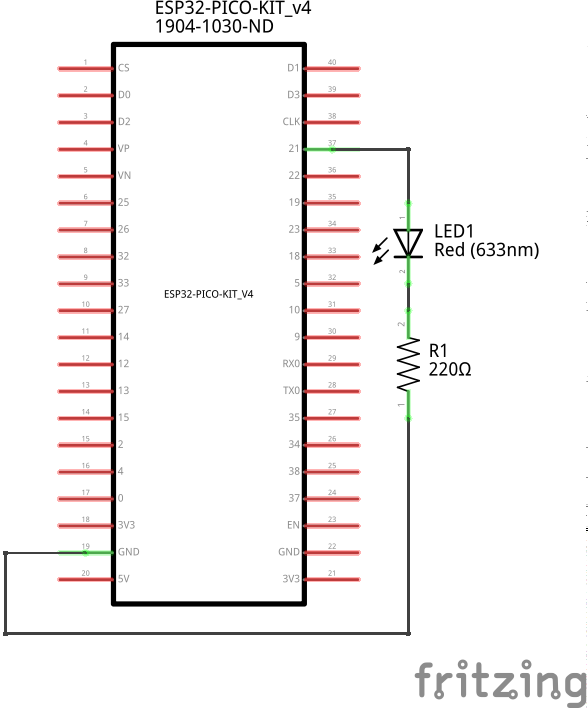 ESP32-PICO-KIT_v4
1904-1030-ND
1 CS D1 40
2 D0 D3 39
3 D2 CLK 38
4 VP 21 37
5 VN 22 36
6 25 19 35
7 26 23 34
8 32 18 33
9 33 5 32
10 27 10 31
11 14 9 30
12 12 RX0 29
13 13 TX0 28
14 15 35 27
15 2 34 26
16 4 38 25
17 0 37 24
18 3V3 EN 23
19 GND GND 22
20 5V 3V3 21
ESP32-PICO-KIT_V4
1
LED1
Red (633nm)
2
2
R1
220Ω
1
fritzing